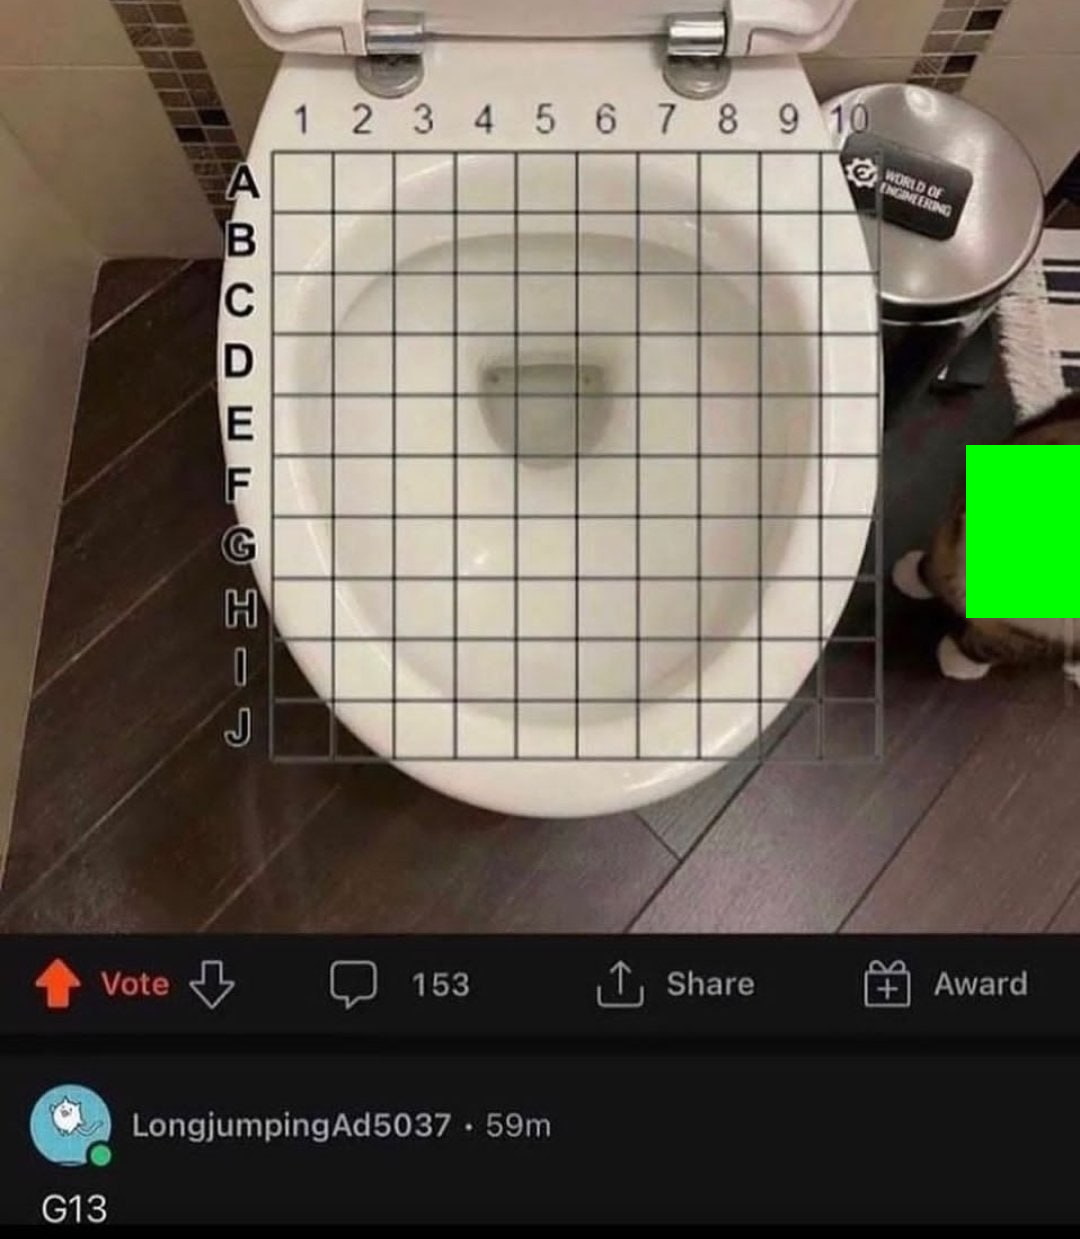 1 2 3 4 5 6 7 8 9 10
A
WORLD OF
ENGINEERING
B
C
D
E
F
G
H
I
J
Vote 153 Share Award
LongjumpingAd5037 · 59m
G13